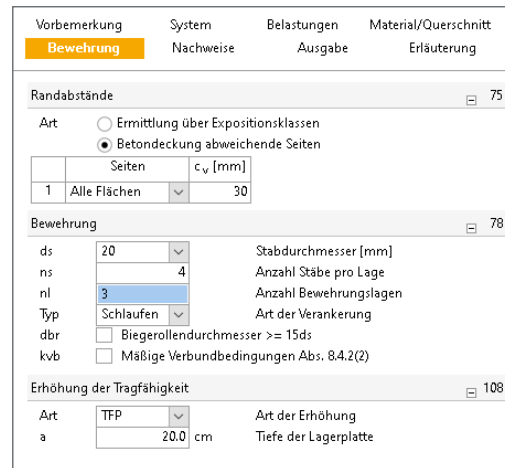 Vorbemerkung System Belastungen Material/Querschnitt
Bewehrung Nachweise Ausgabe Erläuterung
Randabstände 75
Art Ermittlung über Expositionsklassen
Betondeckung abweichende Seiten
Seiten c v [mm]
1 Alle Flächen 30
Bewehrung 78
ds 20 Stabdurchmesser [mm]
ns 4 Anzahl Stäbe pro Lage
nl 3 Anzahl Bewehrungslagen
Typ Schlaufen Art der Verankerung
dbr Biegerollendurchmesser >= 15ds
kvb Mäßige Verbundbedingungen Abs. 8.4.2(2)
Erhöhung der Tragfähigkeit 108
Art TFP Art der Erhöhung
a 20.0 cm Tiefe der Lagerplatte